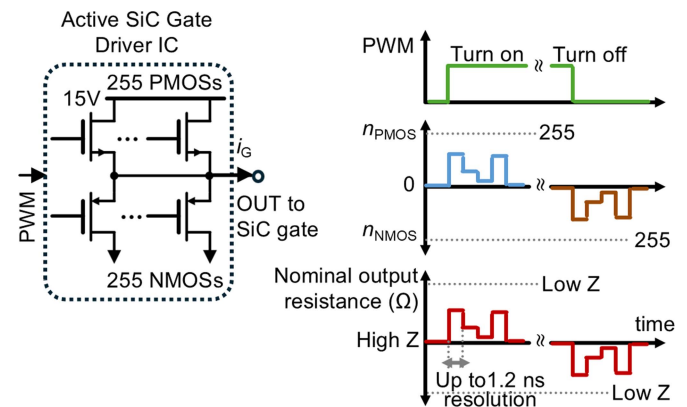 Active SiC Gate
Driver IC
255 PMOSs
15V
...
...
i_G
PWM
OUT to
SiC gate
255 NMOSs
PWM
Turn on
≈
Turn off
n_PMOS
255
0
≈
n_NMOS
255
Nominal output
resistance (Ω)
Low Z
High Z
≈
time
Up to1.2 ns
resolution
Low Z